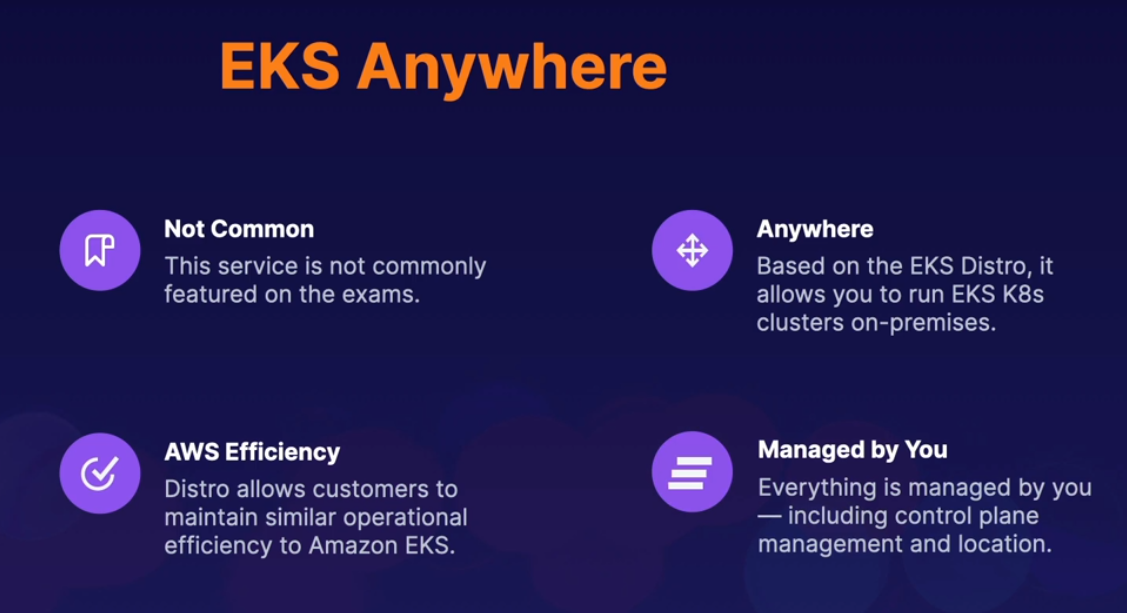 EKS Anywhere
Not Common
This service is not commonly
featured on the exams.
Anywhere
Based on the EKS Distro, it
allows you to run EKS K8s
clusters on-premises.
AWS Efficiency
Distro allows customers to
maintain similar operational
efficiency to Amazon EKS.
Managed by You
Everything is managed by you
— including control plane
management and location.